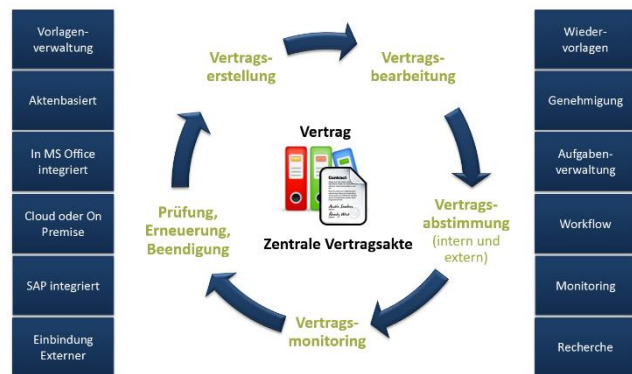 Vorlagen-
verwaltung
Aktenbasiert
In MS Office
integriert
Cloud oder On
Premise
SAP integriert
Einbindung
Externer
Vertrags-
erstellung
Vertrags-
bearbeitung
Vertrags-
abstimmung
(intern und
extern)
Vertrags-
monitoring
Prüfung,
Erneuerung,
Beendigung
Vertrag
Contract
Zentrale Vertragsakte
Wieder-
vorlagen
Genehmigung
Aufgaben-
verwaltung
Workflow
Monitoring
Recherche